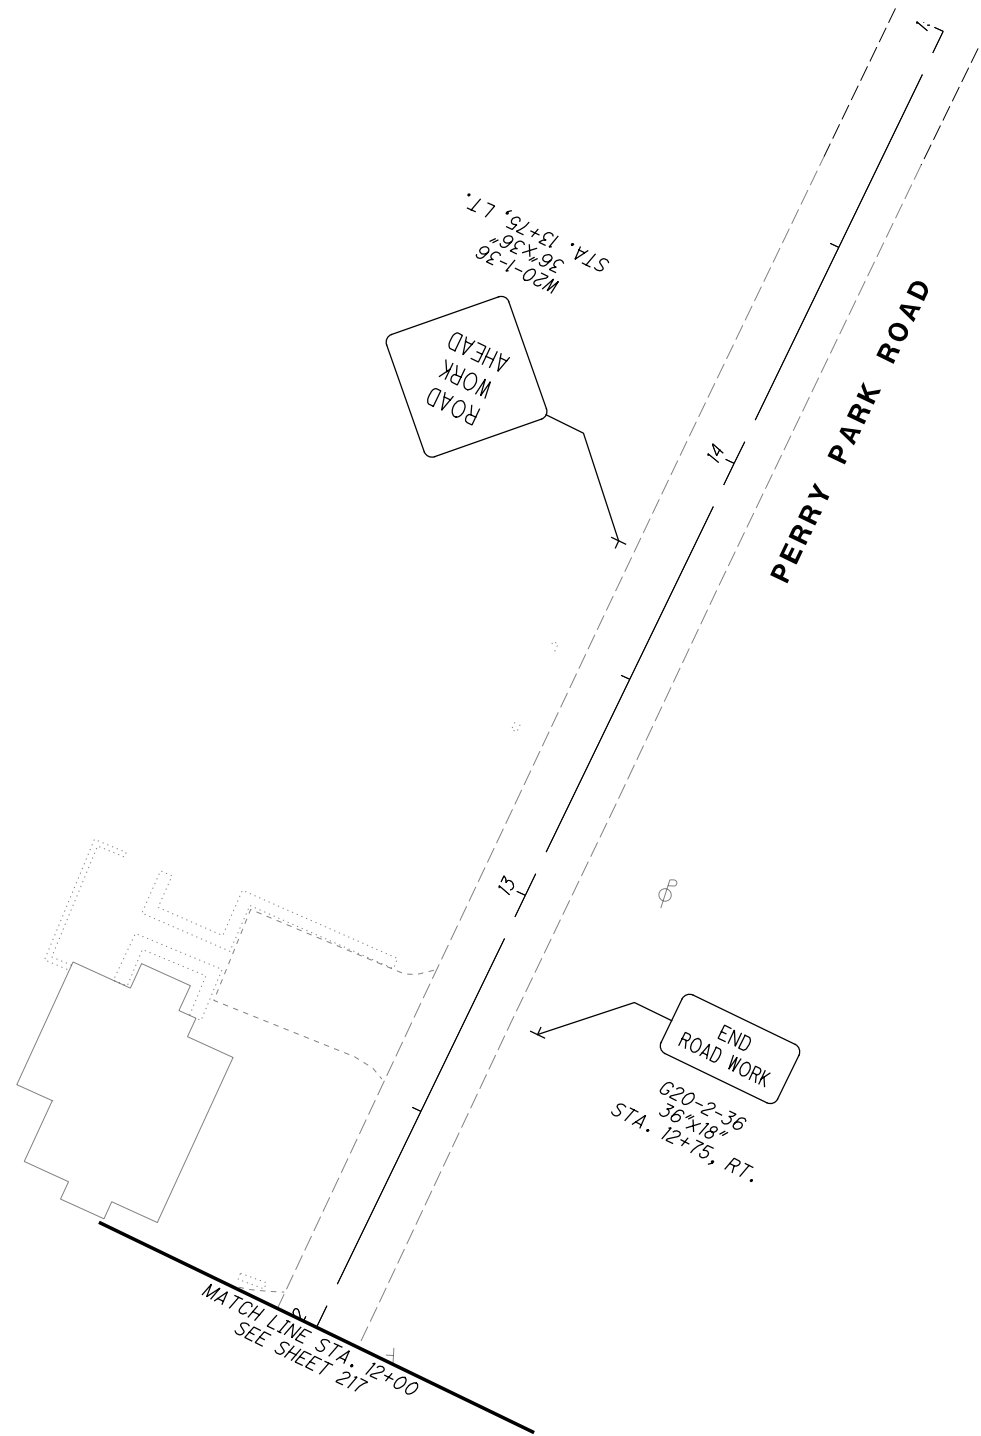 W20-1-36
36"x36"
STA. 13+75, LT.
ROAD
WORK
AHEAD
14
PERRY PARK ROAD
13
END
ROAD WORK
G20-2-36
36"x18"
STA. 12+75, RT.
MATCH LINE STA. 12+00
SEE SHEET 217